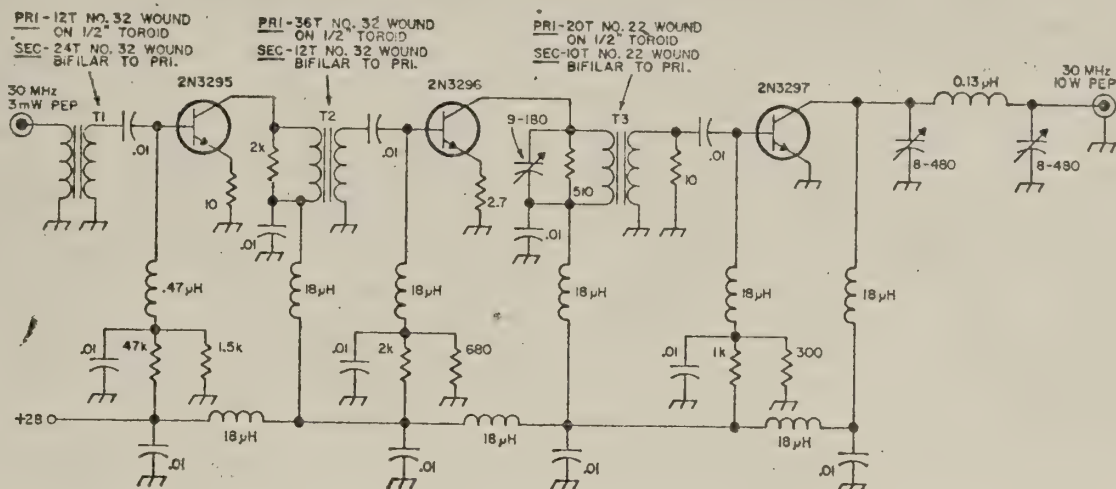 PRI-12T NO. 32 WOUND
ON 1/2" TOROID
SEC-24T NO. 32 WOUND
BIFILAR TO PRI.
PRI-36T NO. 32 WOUND
ON 1/2" TOROID
SEC-12T NO. 32 WOUND
BIFILAR TO PRI.
PRI-20T NO. 22 WOUND
ON 1/2" TOROID
SEC-10T NO. 22 WOUND
BIFILAR TO PRI.
30 MHz
3mW PEP
T1
2N3295
T2
2N3296
T3
2N3297
0.13µH
30 MHz
10W PEP
.01
2k
.01
9-180
510
10
.01
8-480
8-480
10
.01
2.7
.01
.47µH
18µH
18µH
18µH
18µH
18µH
.01
47k
1.5k
.01
2k
680
.01
1k
300
+28
18µH
18µH
18µH
.01
.01
.01
.01